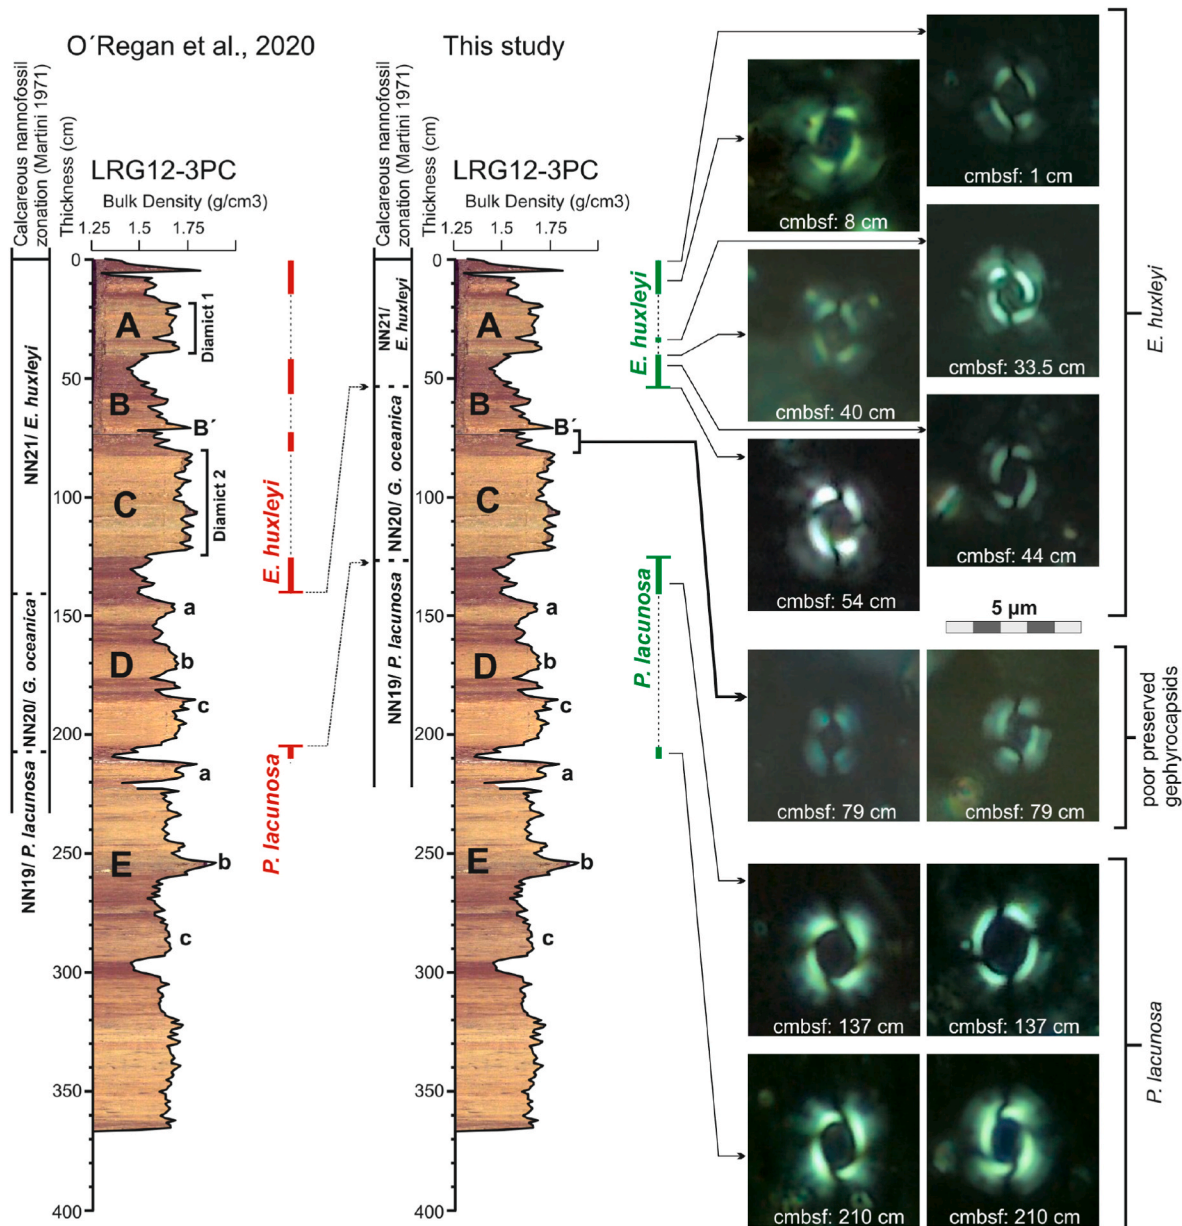 O´Regan et al., 2020
Calcareous nannofossil
zonation (Martini 1971)
Thickness (cm)
LRG12-3PC
Bulk Density (g/cm3)
1.25 1.5 1.75
0
50
100
150
200
250
300
350
400
NN21/ E. huxleyi
NN20/ G. oceanica
NN19/ P. lacunosa
A
Diamict 1
B
B´
C
Diamict 2
a
D
b
c
a
E
b
c
E. huxleyi
P. lacunosa
This study
Calcareous nannofossil
zonation (Martini 1971)
Thickness (cm)
LRG12-3PC
Bulk Density (g/cm3)
1.25 1.5 1.75
0
50
100
150
200
250
300
350
400
NN21/
E. huxleyi
NN20/ G. oceanica
NN19/ P. lacunosa
A
B
B´
C
a
D
b
c
a
E
b
c
E. huxleyi
P. lacunosa
cmbsf: 1 cm
cmbsf: 8 cm
cmbsf: 33.5 cm
cmbsf: 40 cm
cmbsf: 44 cm
cmbsf: 54 cm
E. huxleyi
5 µm
cmbsf: 79 cm
cmbsf: 79 cm
poor preserved
gephyrocapsids
cmbsf: 137 cm
cmbsf: 137 cm
cmbsf: 210 cm
cmbsf: 210 cm
P. lacunosa